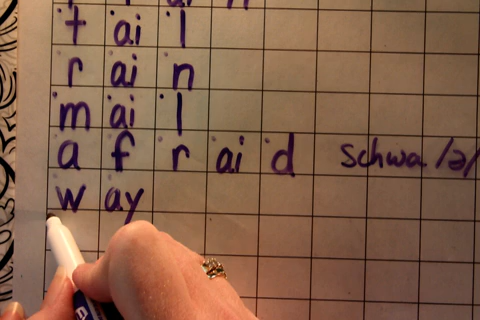 t ai l
r ai n
m ai l
a f r ai d schwa /ə/
w ay